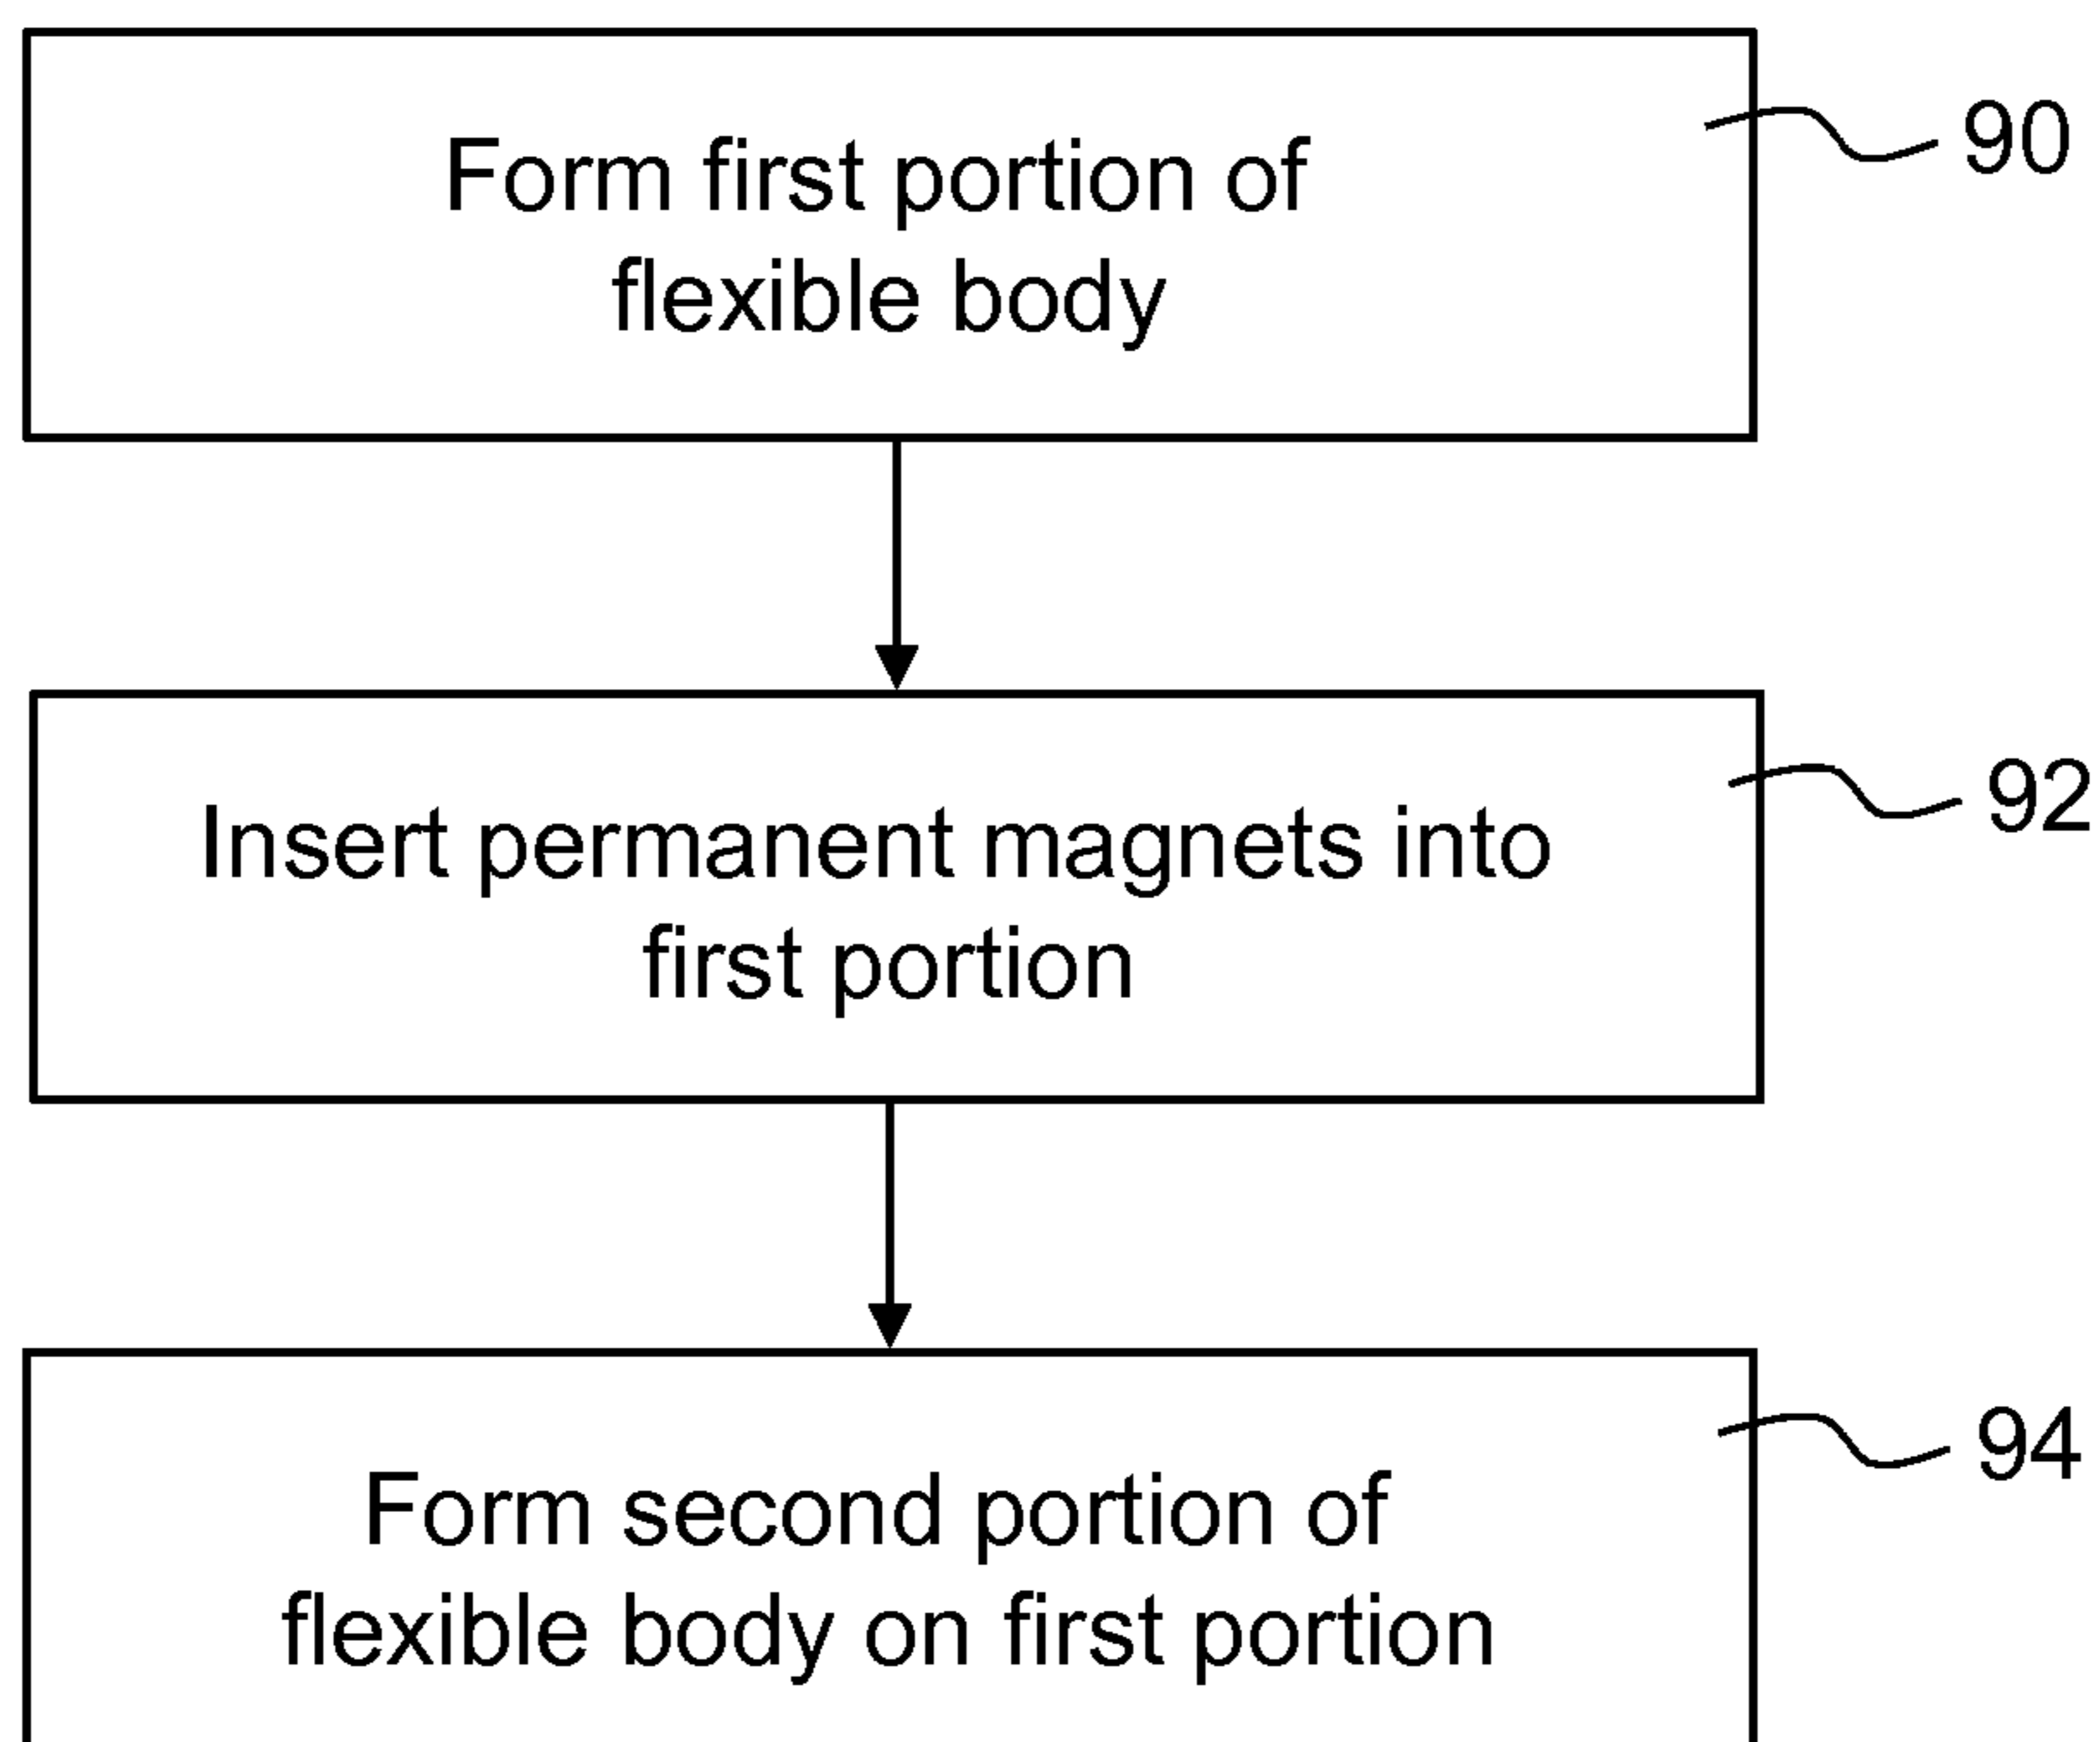 Form first portion of
flexible body
90
Insert permanent magnets into
first portion
92
Form second portion of
flexible body on first portion
94